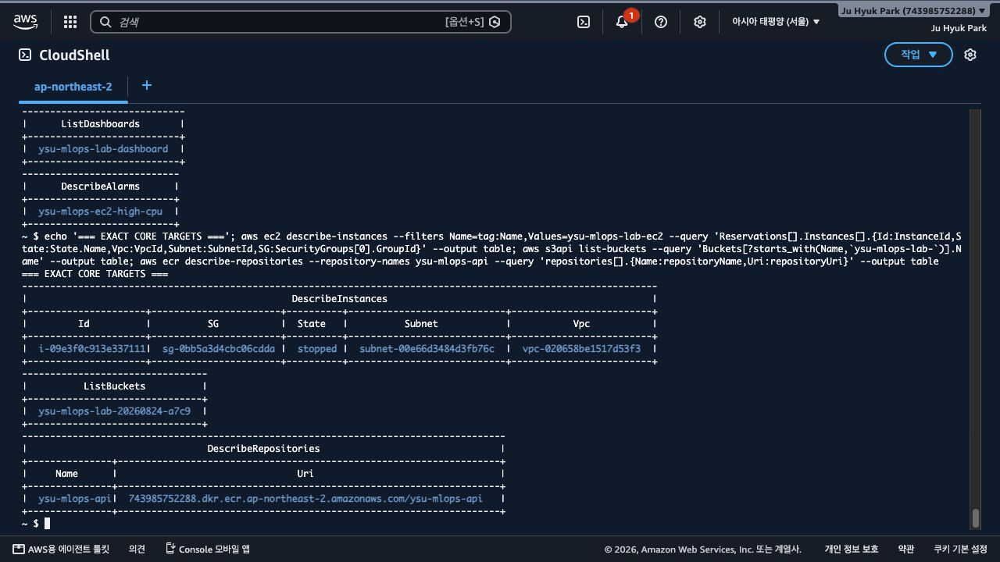 aws
검색
[옵션+S]
1
아시아 태평양 (서울) ▼
Ju Hyuk Park (743985752288) ▼
Ju Hyuk Park
CloudShell
작업 ▼
ap-northeast-2
+
------------------------------
|      ListDashboards       |
+---------------------------+
|  ysu-mlops-lab-dashboard  |
+---------------------------+
----------------------------
|      DescribeAlarms      |
+--------------------------+
|  ysu-mlops-ec2-high-cpu  |
+--------------------------+
~ $ echo '=== EXACT CORE TARGETS ==='; aws ec2 describe-instances --filters Name=tag:Name,Values=ysu-mlops-lab-ec2 --query 'Reservations[].Instances[].{Id:InstanceId,S
tate:State.Name,Vpc:VpcId,Subnet:SubnetId,SG:SecurityGroups[0].GroupId}' --output table; aws s3api list-buckets --query 'Buckets[?starts_with(Name,`ysu-mlops-lab-`)].N
ame' --output table; aws ecr describe-repositories --repository-names ysu-mlops-api --query 'repositories[].{Name:repositoryName,Uri:repositoryUri}' --output table
=== EXACT CORE TARGETS ===
------------------------------------------------------------------------------------------------------
|                                         DescribeInstances                                          |
+---------------------+-----------------------+----------+---------------------------+------------------------+
|         Id          |          SG           |  State   |          Subnet           |          Vpc           |
+---------------------+-----------------------+----------+---------------------------+------------------------+
|  i-09e3f0c913e337111|  sg-0bb5a3d4cbc06cdda |  stopped |  subnet-00e66d3484d3fb76c |  vpc-020658be1517d53f3 |
+---------------------+-----------------------+----------+---------------------------+------------------------+
--------------------------------
|         ListBuckets          |
+------------------------------+
|  ysu-mlops-lab-20260824-a7c9 |
+------------------------------+
-------------------------------------------------------------------------------
|                            DescribeRepositories                             |
+---------------+-------------------------------------------------------------+
|     Name      |                             Uri                             |
+---------------+-------------------------------------------------------------+
|  ysu-mlops-api|  743985752288.dkr.ecr.ap-northeast-2.amazonaws.com/ysu-mlops-api  |
+---------------+-------------------------------------------------------------+
~ $
AWS용 에이전트 툴킷
의견
Console 모바일 앱
© 2026, Amazon Web Services, Inc. 또는 계열사.
개인 정보 보호
약관
쿠키 기본 설정